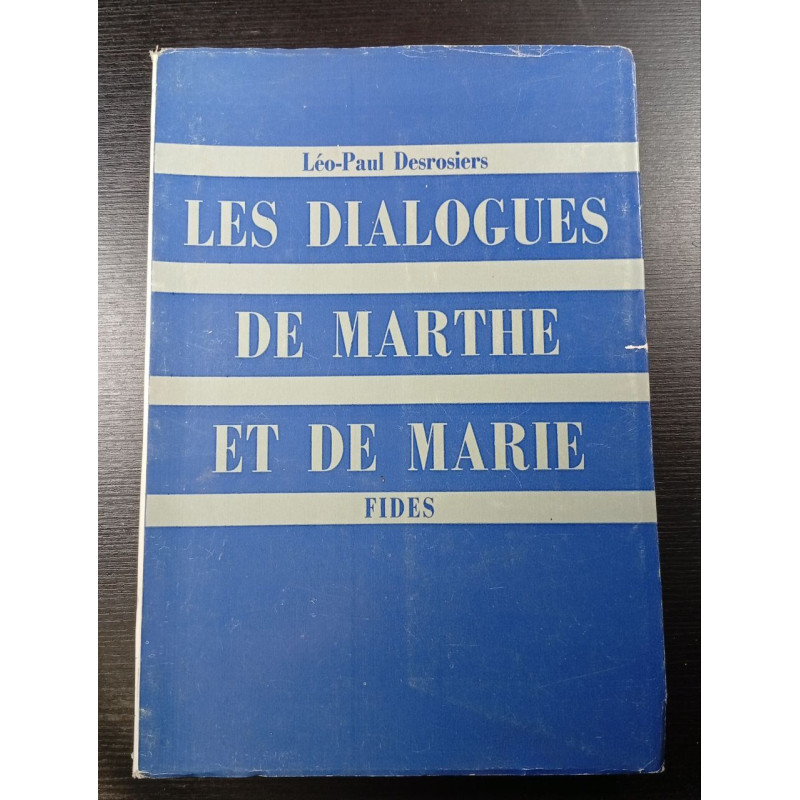 Léo-Paul Desrosiers
LES DIALOGUES
DE MARTHE
ET DE MARIE
FIDES